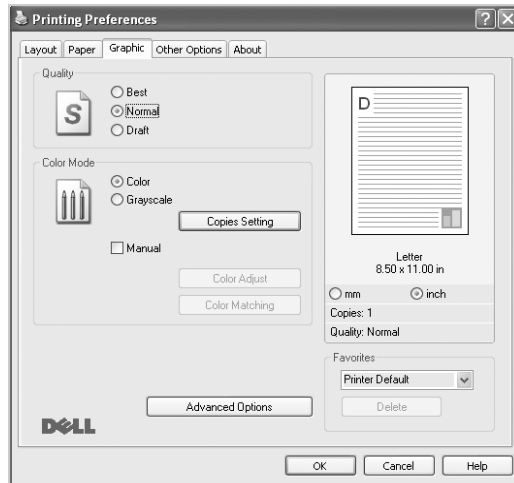 Printing Preferences
Layout Paper Graphic Other Options About
Quality
S
Best
Normal
Draft
Color Mode
Color
Grayscale
Copies Setting
Manual
Color Adjust
Color Matching
Advanced Options
DELL
D
Letter
8.50 x 11.00 in
mm inch
Copies: 1
Quality: Normal
Favorites
Printer Default
Delete
OK Cancel Help